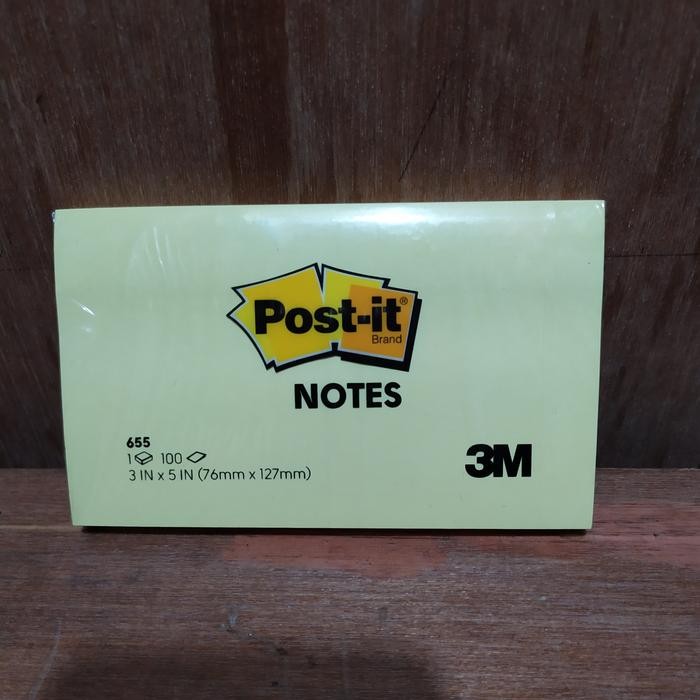 Post-it®
Brand
NOTES
655
1 100
3 IN x 5 IN (76mm x 127mm)
3M